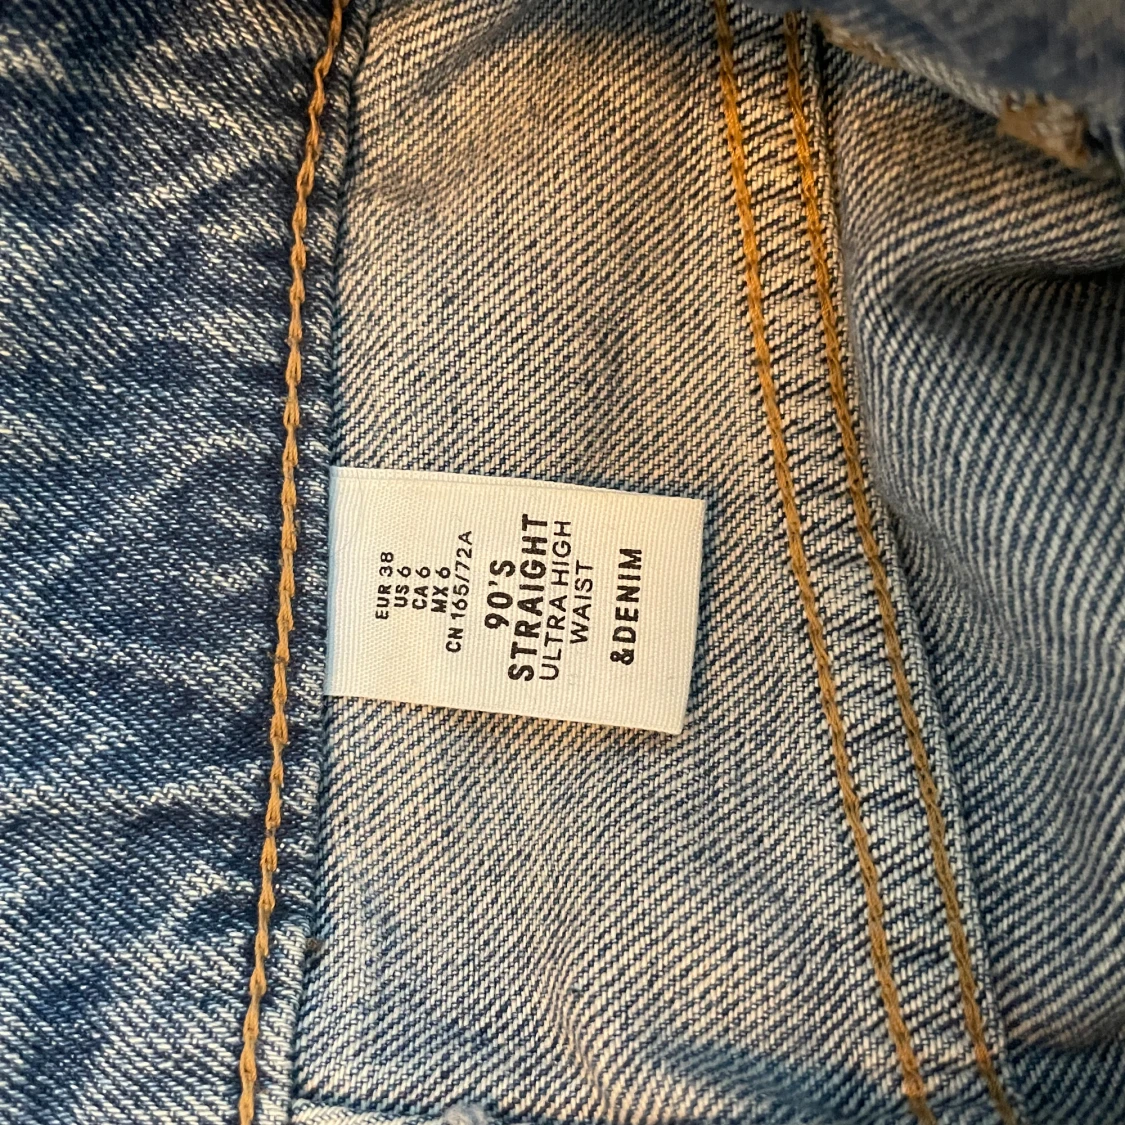 EUR 38
US 6
CA 6
MX 6
CN 165/72A
90'S
STRAIGHT
ULTRA HIGH
WAIST
&DENIM